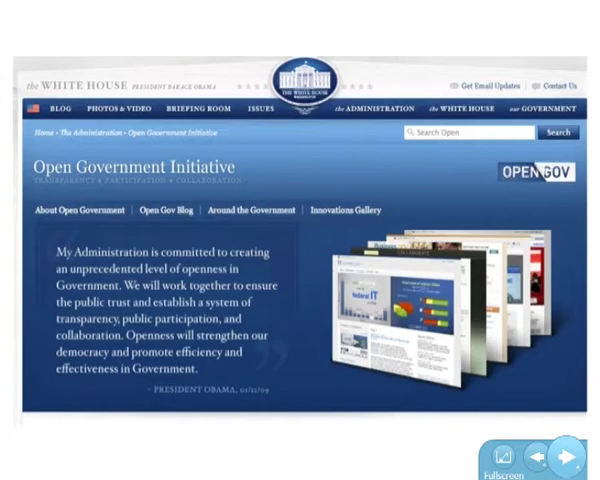 the WHITE HOUSE PRESIDENT BARACK OBAMA
THE WHITE HOUSE
WASHINGTON
Get Email Updates Contact Us
BLOG PHOTOS & VIDEO BRIEFING ROOM ISSUES the ADMINISTRATION the WHITE HOUSE our GOVERNMENT
Home • The Administration • Open Government Initiative
Search Open Search
Open Government Initiative
TRANSPARENCY • PARTICIPATION • COLLABORATION
OPEN GOV
About Open Government Open Gov Blog Around the Government Innovations Gallery
My Administration is committed to creating
an unprecedented level of openness in
Government. We will work together to ensure
the public trust and establish a system of
transparency, public participation, and
collaboration. Openness will strengthen our
democracy and promote efficiency and
effectiveness in Government.
~ PRESIDENT OBAMA, 01/21/09
Federal IT
Fullscreen